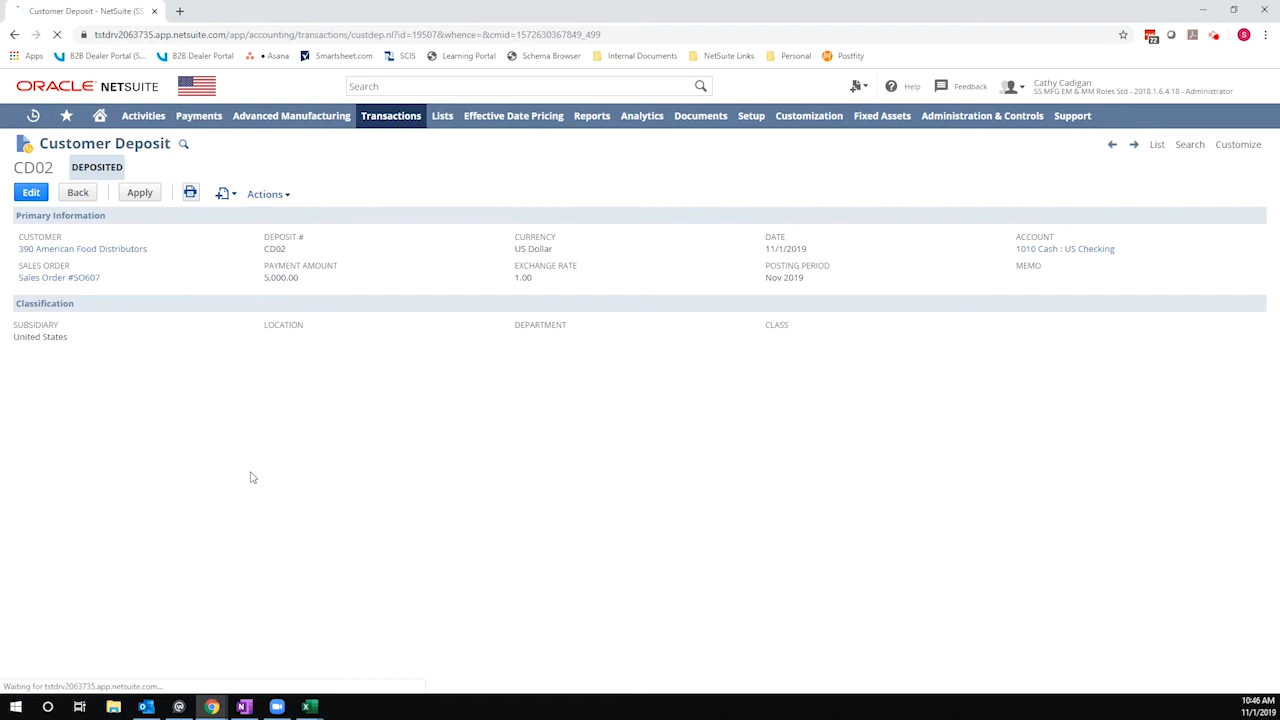 Customer Deposit - NetSuite (SS
tstdrv2063735.app.netsuite.com/app/accounting/transactions/custdep.nl?id=19507&whence=&cmid=1572630367849_499
72
S
Apps
B2B Dealer Portal (S...
B2B Dealer Portal
Asana
Smartsheet.com
SCIS
Learning Portal
Schema Browser
Internal Documents
NetSuite Links
Personal
Postfity
ORACLE NETSUITE
Search
Help
Feedback
Cathy Cadigan
SS MFG EM & MM Roles Std - 2018.1.6.4.18 - Administrator
Activities Payments Advanced Manufacturing Transactions Lists Effective Date Pricing Reports Analytics Documents Setup Customization Fixed Assets Administration & Controls Support
Customer Deposit
List Search Customize
CD02 DEPOSITED
Edit Back Apply Actions
Primary Information
CUSTOMER DEPOSIT # CURRENCY DATE ACCOUNT
390 American Food Distributors CD02 US Dollar 11/1/2019 1010 Cash : US Checking
SALES ORDER PAYMENT AMOUNT EXCHANGE RATE POSTING PERIOD MEMO
Sales Order #SO607 5,000.00 1.00 Nov 2019
Classification
SUBSIDIARY LOCATION DEPARTMENT CLASS
United States
Waiting for tstdrv2063735.app.netsuite.com...
10:46 AM
11/1/2019